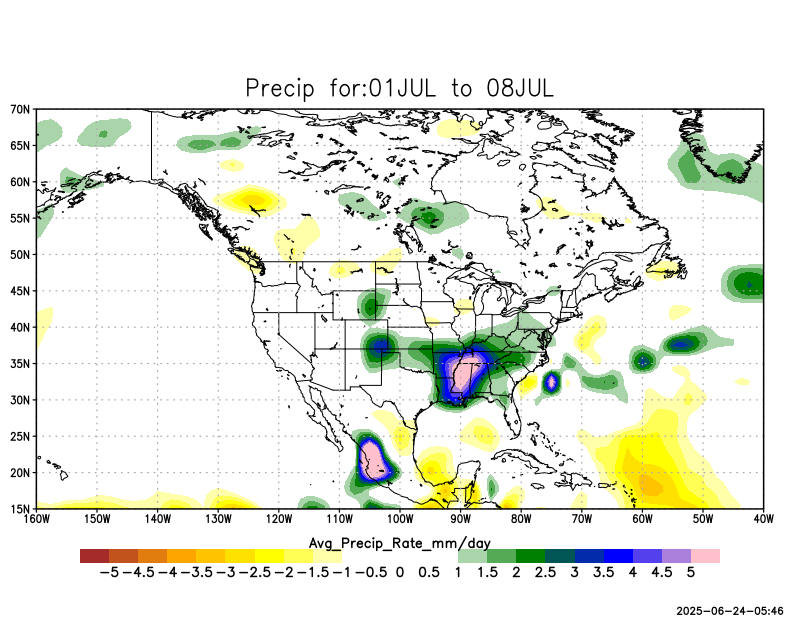 Precip for:01JUL to 08JUL
70N
65N
60N
55N
50N
45N
40N
35N
30N
25N
20N
15N
160W 150W 140W 130W 120W 110W 100W 90W 80W 70W 60W 50W 40W
Avg_Precip_Rate_mm/day
-5 -4.5 -4 -3.5 -3 -2.5 -2 -1.5 -1 -0.5 0 0.5 1 1.5 2 2.5 3 3.5 4 4.5 5
2025-06-24-05:46